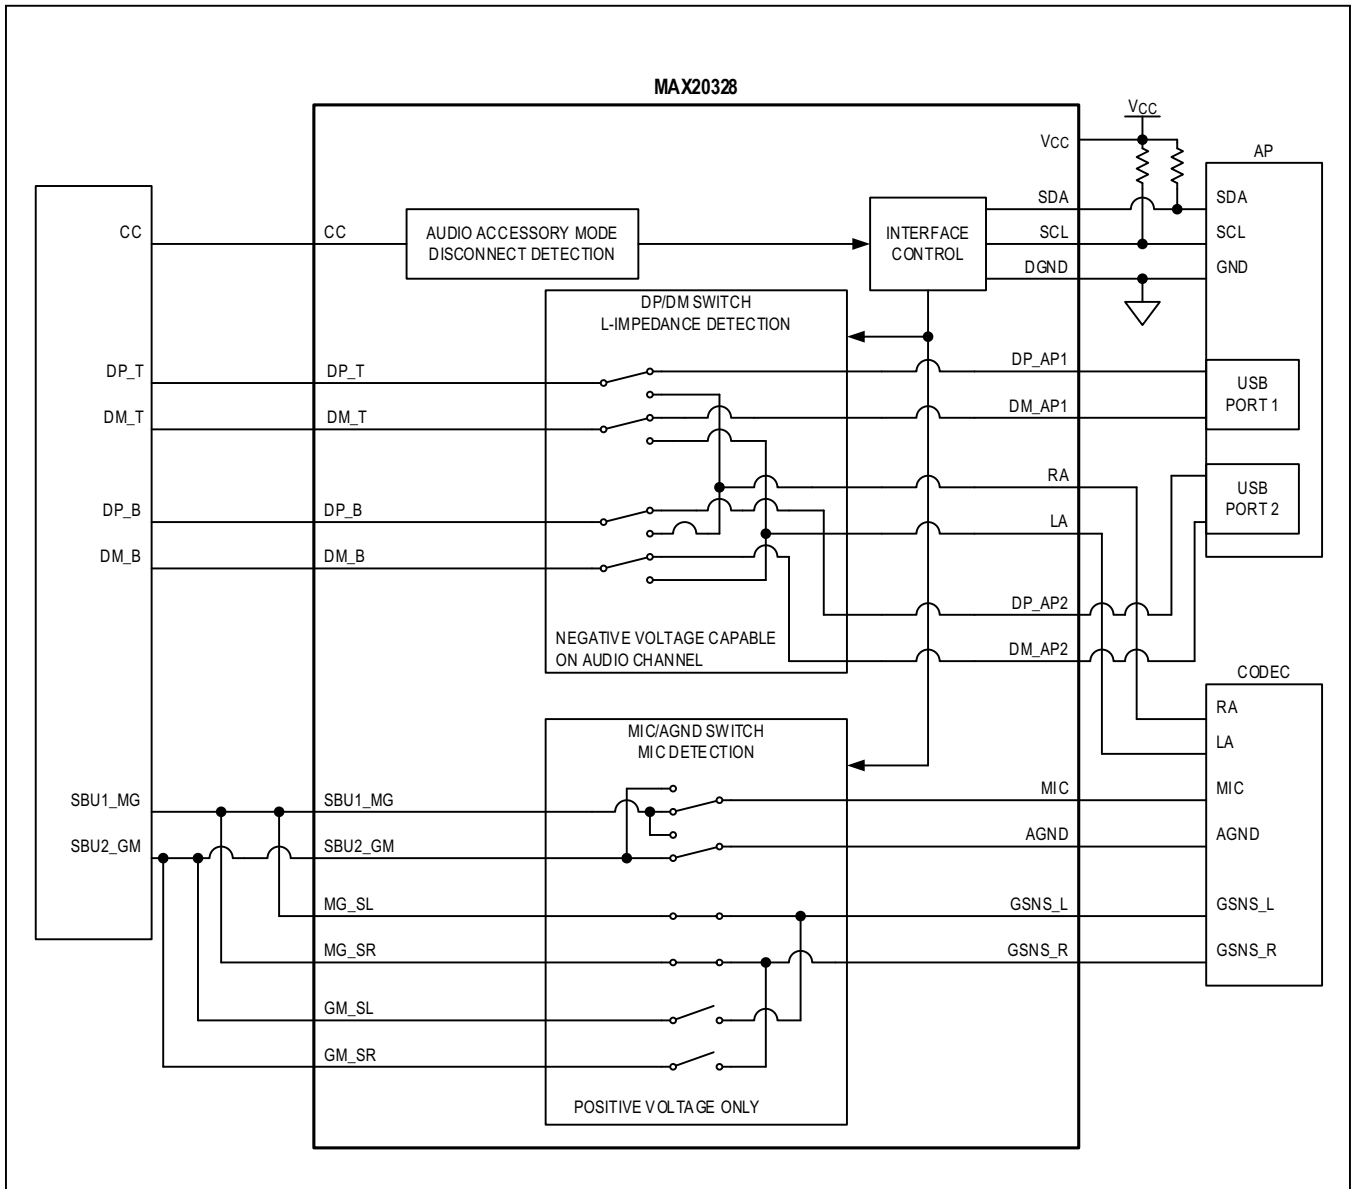 MAX20328
VCC
VCC
AP
SDA
SDA
CC
CC
AUDIO ACCESSORY MODE
DISCONNECT DETECTION
INTERFACE
CONTROL
SCL
SCL
DGND
GND
DP/DM SWITCH
L-IMPEDANCE DETECTION
DP_T
DP_T
DP_AP1
USB
PORT 1
DM_T
DM_T
DM_AP1
RA
USB
PORT 2
DP_B
DP_B
LA
DM_B
DM_B
DP_AP2
NEGATIVE VOLTAGE CAPABLE
ON AUDIO CHANNEL
DM_AP2
CODEC
RA
MIC/AGND SWITCH
MIC DETECTION
LA
SBU1_MG
SBU1_MG
MIC
MIC
SBU2_GM
SBU2_GM
AGND
AGND
MG_SL
GSNS_L
GSNS_L
MG_SR
GSNS_R
GSNS_R
GM_SL
GM_SR
POSITIVE VOLTAGE ONLY